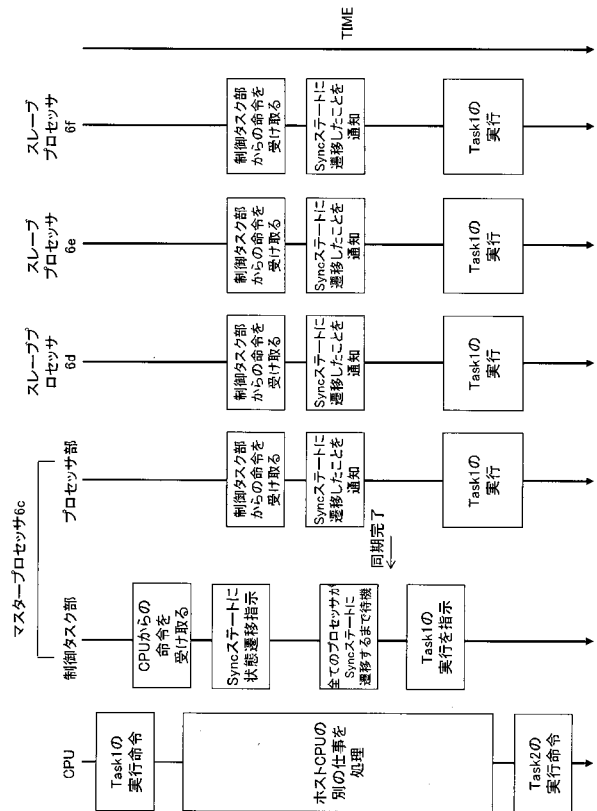 CPU
Task1の
実行命令
ホストCPUの
別の仕事を
処理
Task2の
実行命令
マスタープロセッサ6c
制御タスク部
CPUからの
命令を
受け取る
Syncステートに
状態遷移指示
全てのプロセッサが
Syncステートに
遷移するまで待機
Task1の
実行を指示
同期完了
←
プロセッサ部
制御タスク部
からの命令を
受け取る
Syncステートに
遷移したことを
通知
Task1の
実行
スレーブプ
ロセッサ
6d
制御タスク部
からの命令を
受け取る
Syncステートに
遷移したことを
通知
Task1の
実行
スレーブ
プロセッサ
6e
制御タスク部
からの命令を
受け取る
Syncステートに
遷移したことを
通知
Task1の
実行
スレーブ
プロセッサ
6f
制御タスク部
からの命令を
受け取る
Syncステートに
遷移したことを
通知
Task1の
実行
TIME